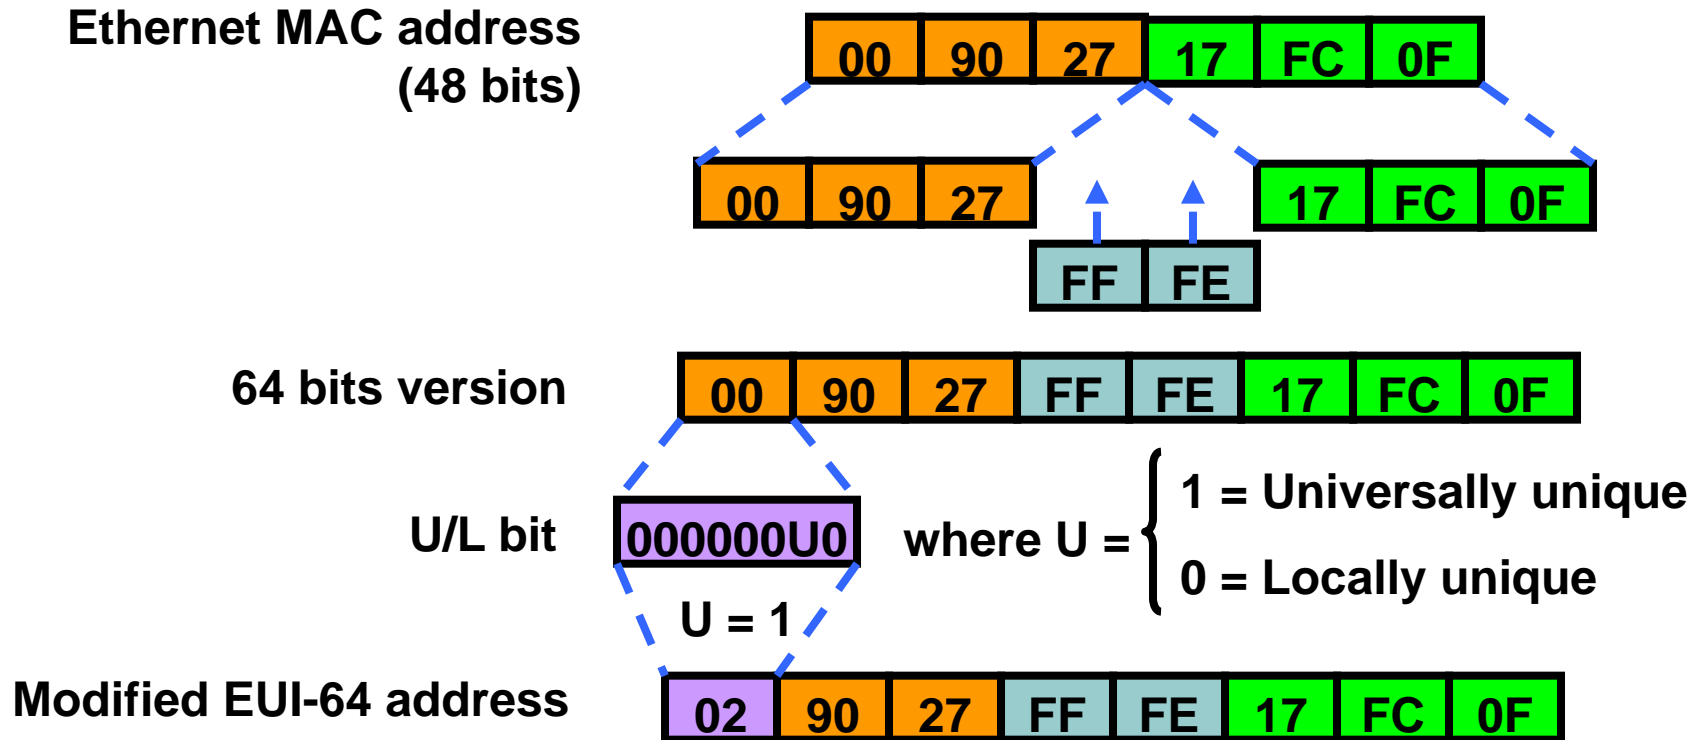 Ethernet MAC address
(48 bits)
00 90 27 17 FC 0F
00 90 27 17 FC 0F
FF FE
64 bits version
00 90 27 FF FE 17 FC 0F
U/L bit
000000U0
where U =
1 = Universally unique
0 = Locally unique
U = 1
Modified EUI-64 address
02 90 27 FF FE 17 FC 0F